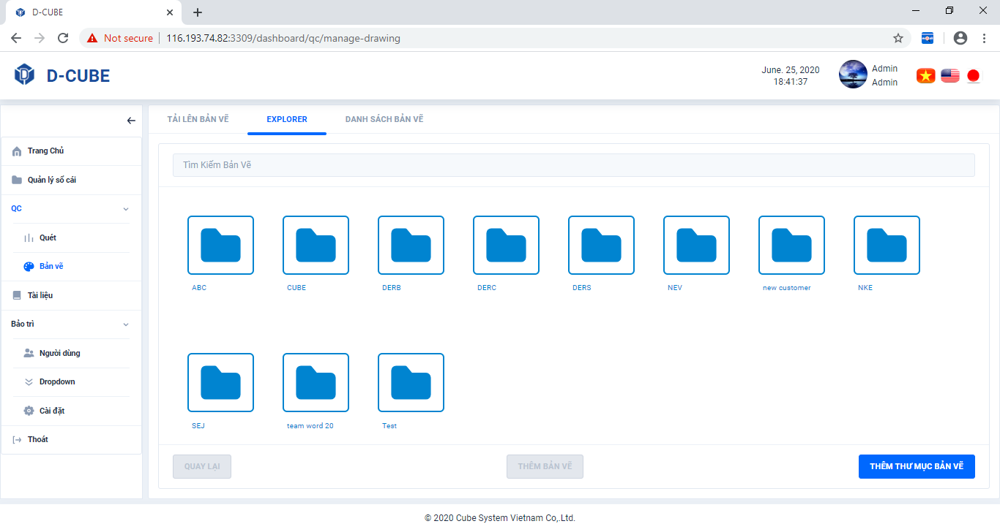 D-CUBE
Not secure
116.193.74.82:3309/dashboard/qc/manage-drawing
D-CUBE
June. 25, 2020
18:41:37
Admin
Admin
TẢI LÊN BẢN VẼ
EXPLORER
DANH SÁCH BẢN VẼ
Trang Chủ
Quản lý sổ cái
QC
Quét
Bản vẽ
Tài liệu
Bảo trì
Người dùng
Dropdown
Cài đặt
Thoát
Tìm Kiếm Bản Vẽ
ABC
CUBE
DERB
DERC
DERS
NEV
new customer
NKE
SEJ
team word 20
Test
QUAY LẠI
THÊM BẢN VẼ
THÊM THƯ MỤC BẢN VẼ
© 2020 Cube System Vietnam Co,.Ltd.